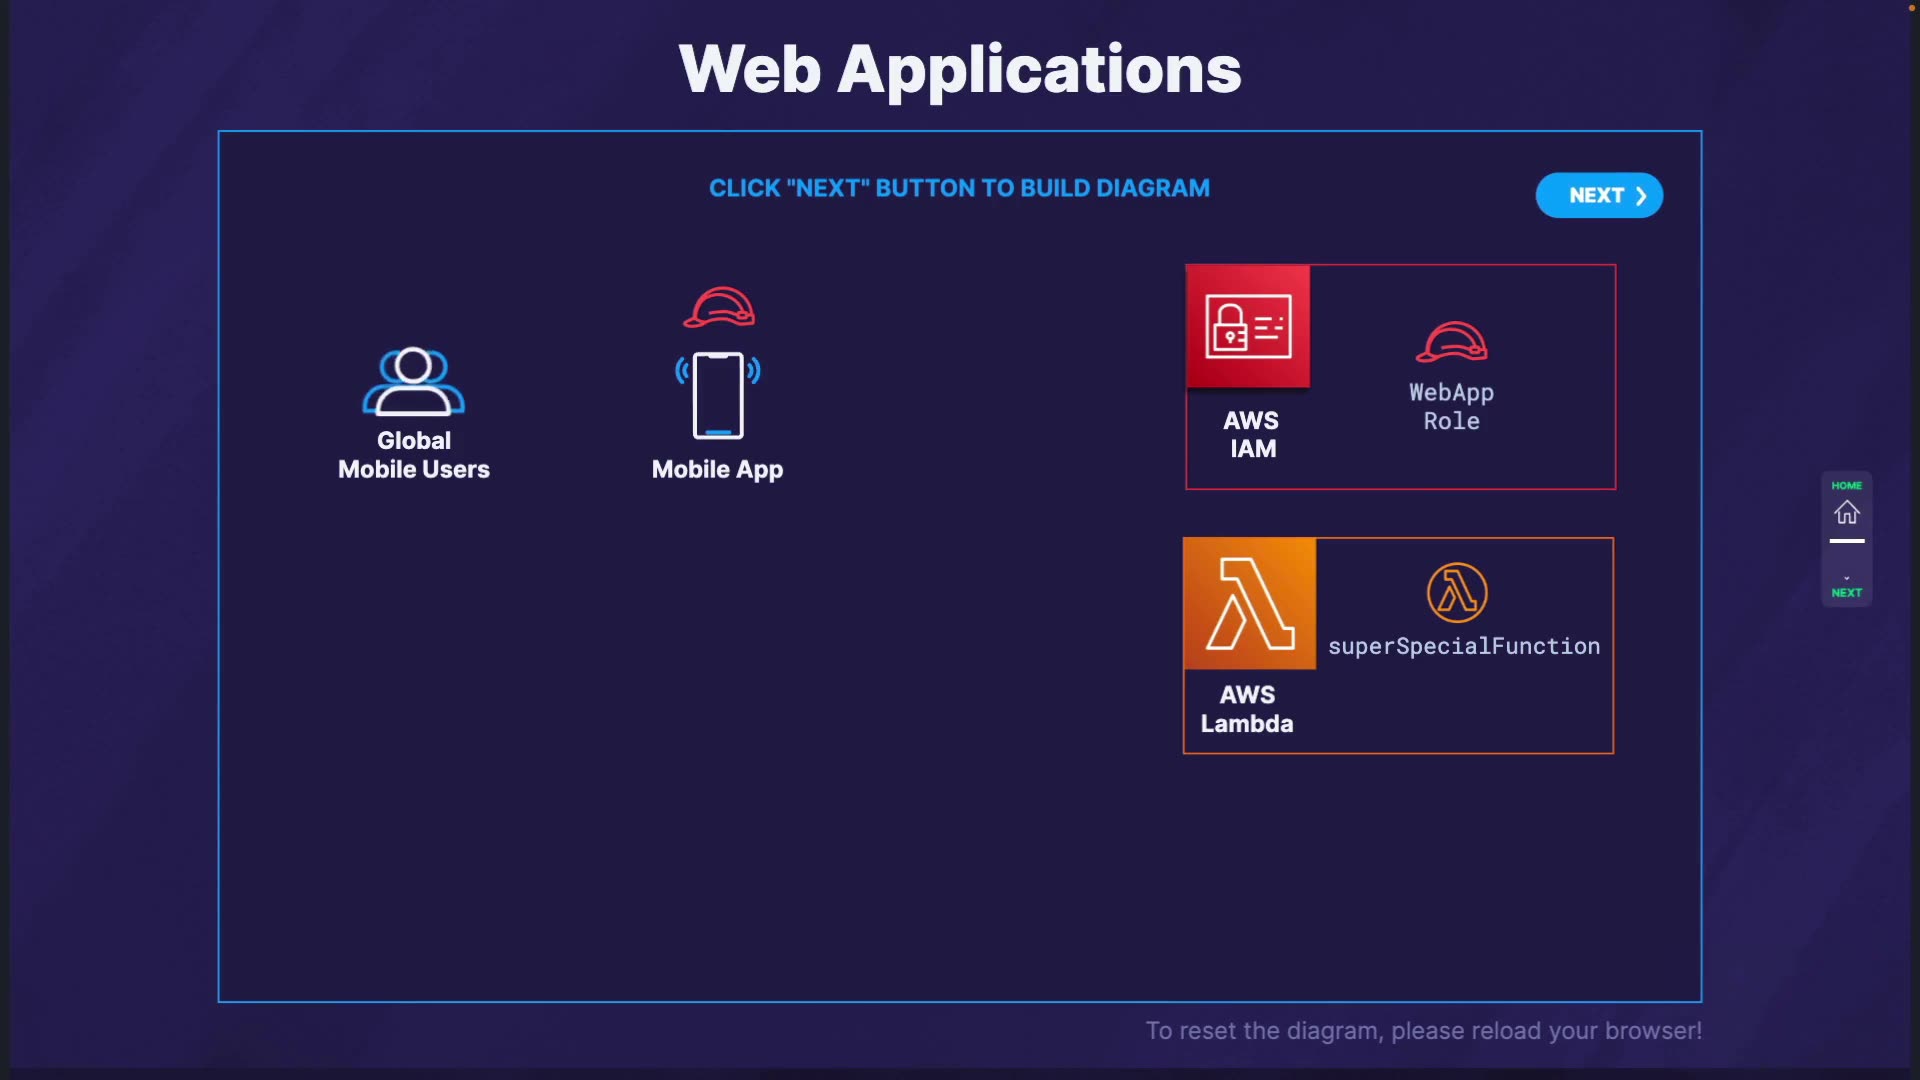 Web Applications
CLICK "NEXT" BUTTON TO BUILD DIAGRAM
NEXT
Global
Mobile Users
Mobile App
AWS
IAM
WebApp
Role
AWS
Lambda
superSpecialFunction
HOME
NEXT
To reset the diagram, please reload your browser!